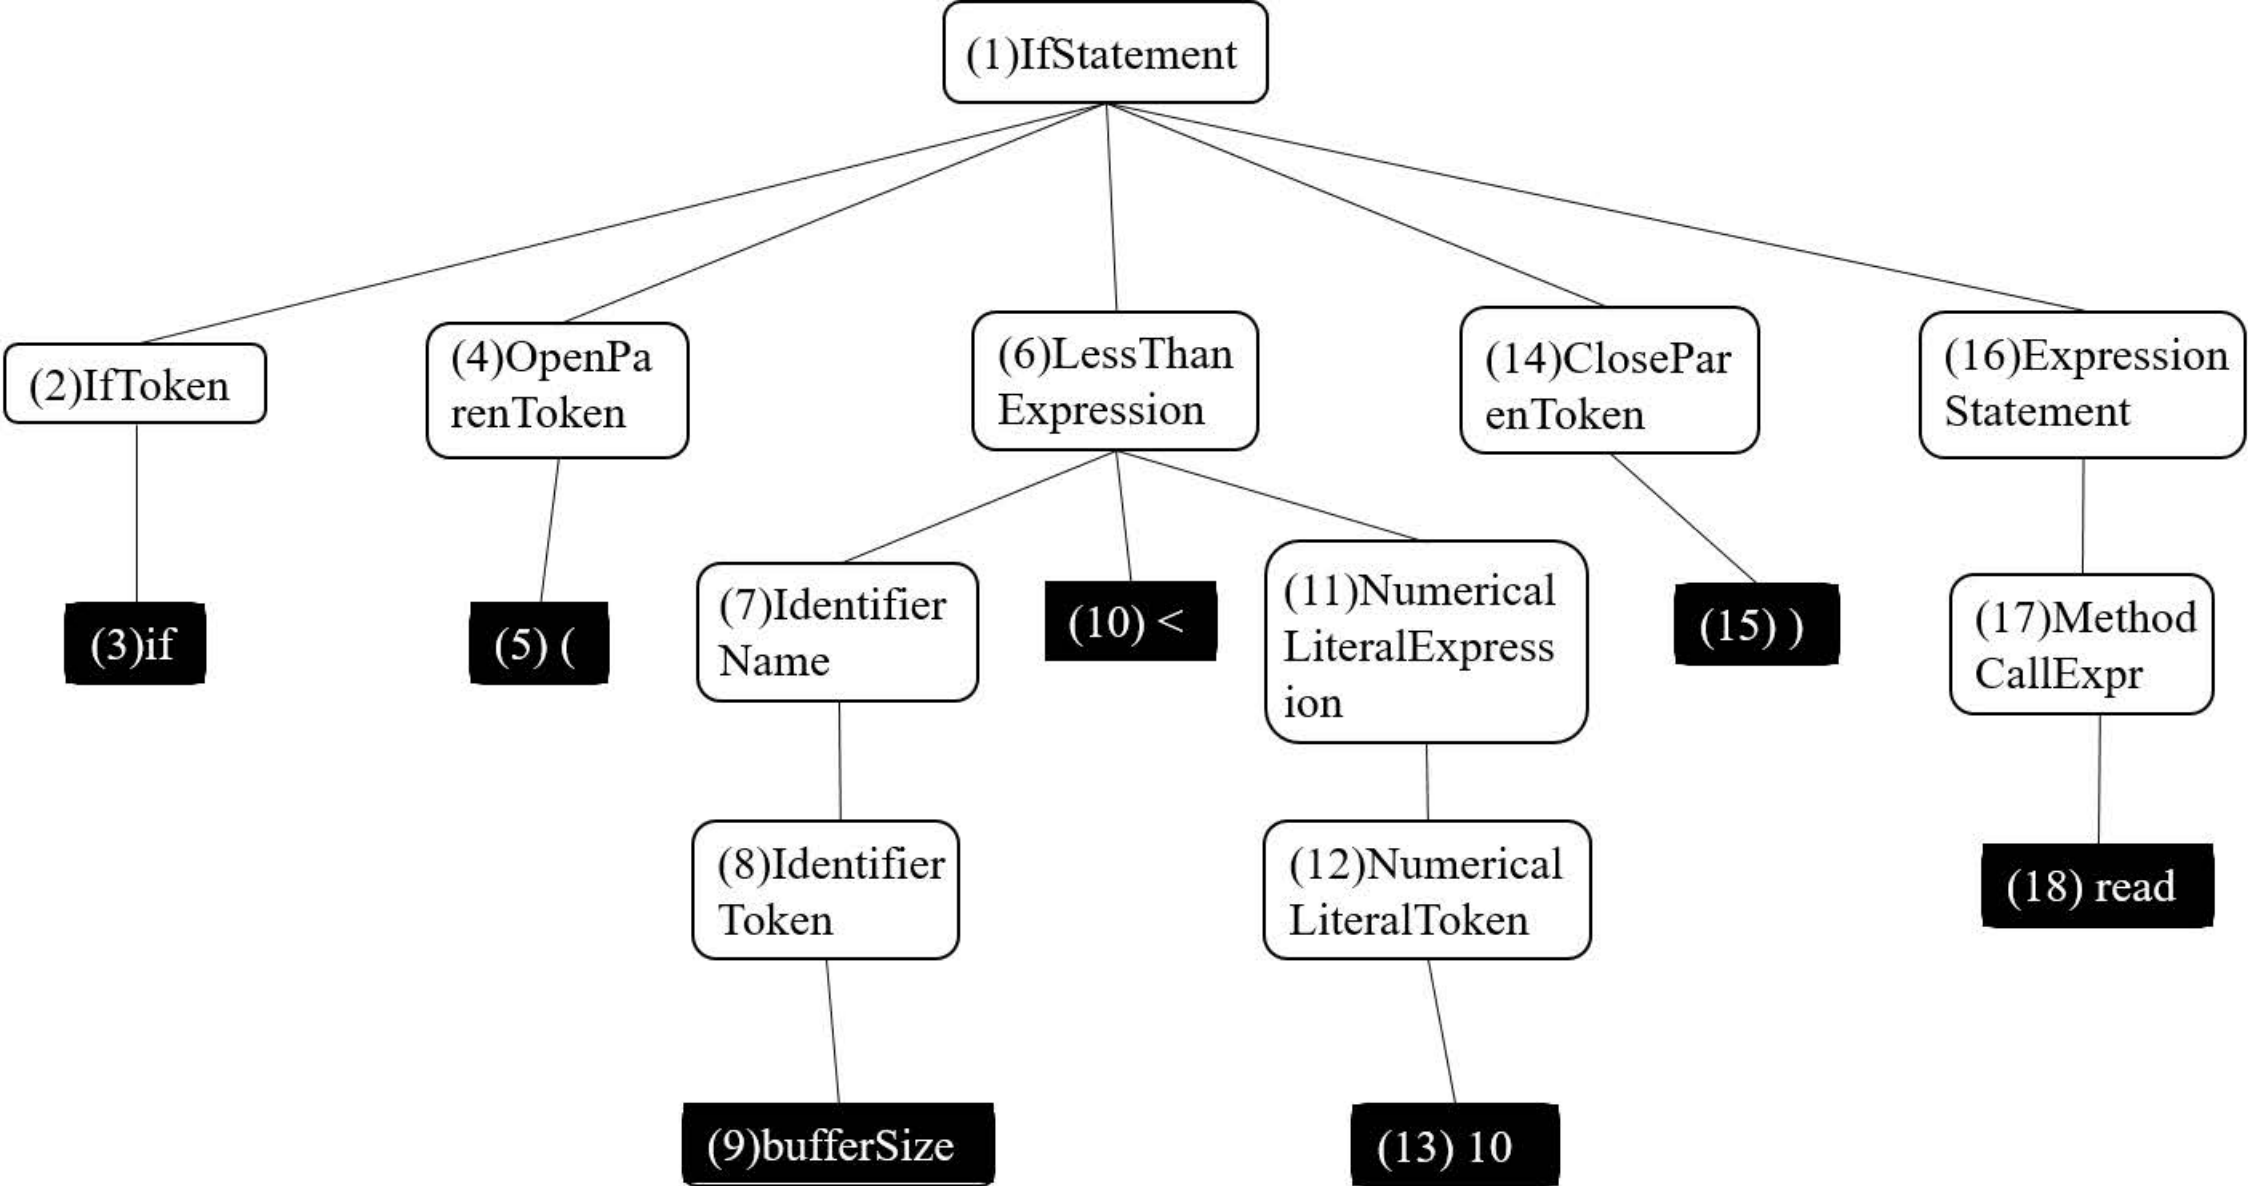 (1)IfStatement
(2)IfToken
(4)OpenPa
renToken
(6)LessThan
Expression
(14)ClosePar
enToken
(16)Expression
Statement
(3)if
(5) (
(7)Identifier
Name
(10) <
(11)Numerical
LiteralExpress
ion
(15) )
(17)Method
CallExpr
(8)Identifier
Token
(12)Numerical
LiteralToken
(18) read
(9)bufferSize
(13) 10